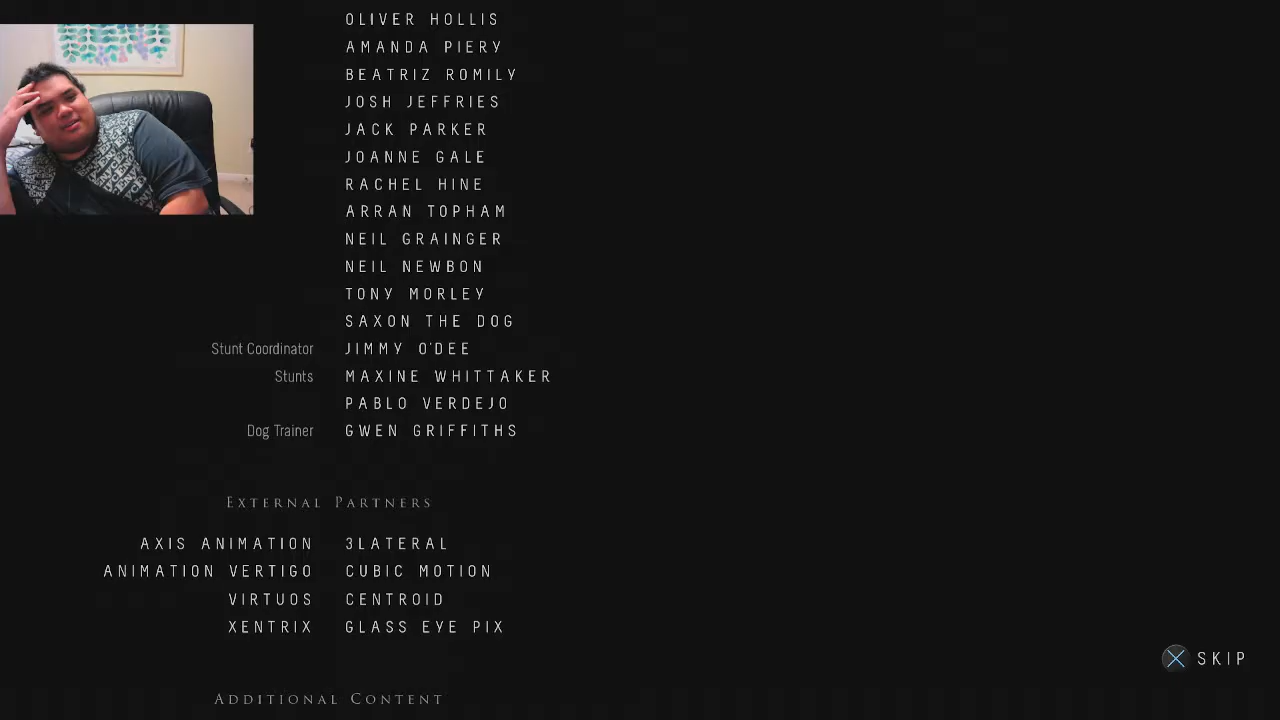 OLIVER HOLLIS
AMANDA PIERY
BEATRIZ ROMILY
JOSH JEFFRIES
JACK PARKER
JOANNE GALE
RACHEL HINE
ARRAN TOPHAM
NEIL GRAINGER
NEIL NEWBON
TONY MORLEY
SAXON THE DOG
Stunt Coordinator JIMMY O'DEE
Stunts MAXINE WHITTAKER
PABLO VERDEJO
Dog Trainer GWEN GRIFFITHS
EXTERNAL PARTNERS
AXIS ANIMATION 3LATERAL
ANIMATION VERTIGO CUBIC MOTION
VIRTUOS CENTROID
XENTRIX GLASS EYE PIX
SKIP
ADDITIONAL CONTENT